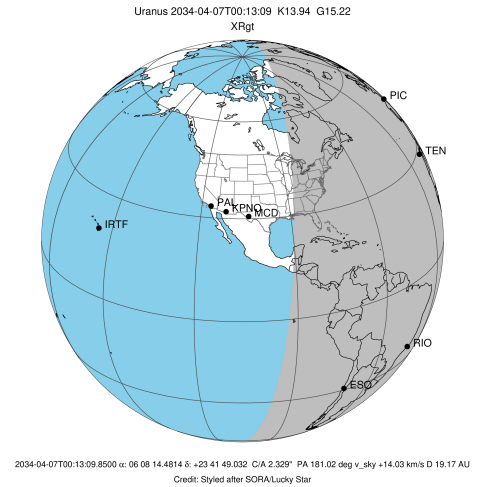 Uranus 2034-04-07T00:13:09 K13.94 G15.22
XRgt
PIC
TEN
PAL
KPNO
MCD
IRTF
RIO
ESO
2034-04-07T00:13:09.8500 α: 06 08 14.4814 δ: +23 41 49.032 C/A 2.329" PA 181.02 deg v_sky +14.03 km/s D 19.17 AU
Credit: Styled after SORA/Lucky Star